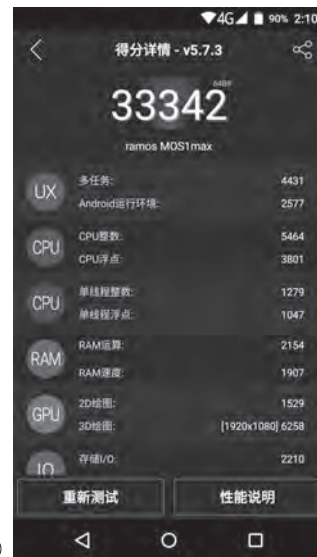 4G 90% 2:10
得分详情 - v5.7.3
64Bit
33342
ramos MOS1max
UX
多任务: 4431
Android运行环境: 2577
CPU
CPU整数: 5464
CPU浮点: 3801
CPU
单线程整数: 1279
单线程浮点: 1047
RAM
RAM运算: 2154
RAM速度: 1907
GPU
2D绘图: 1529
3D绘图: [1920x1080] 6258
IO
存储I/O: 2210
重新测试 性能说明